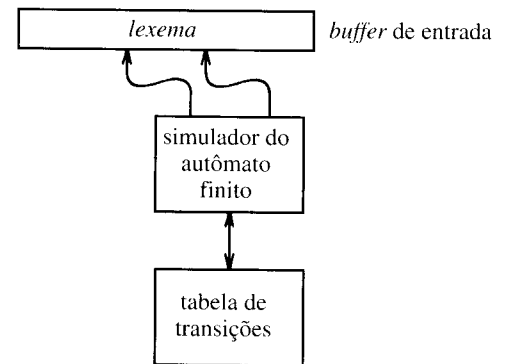 lexema
buffer de entrada
simulador do
autômato
finito
tabela de
transições